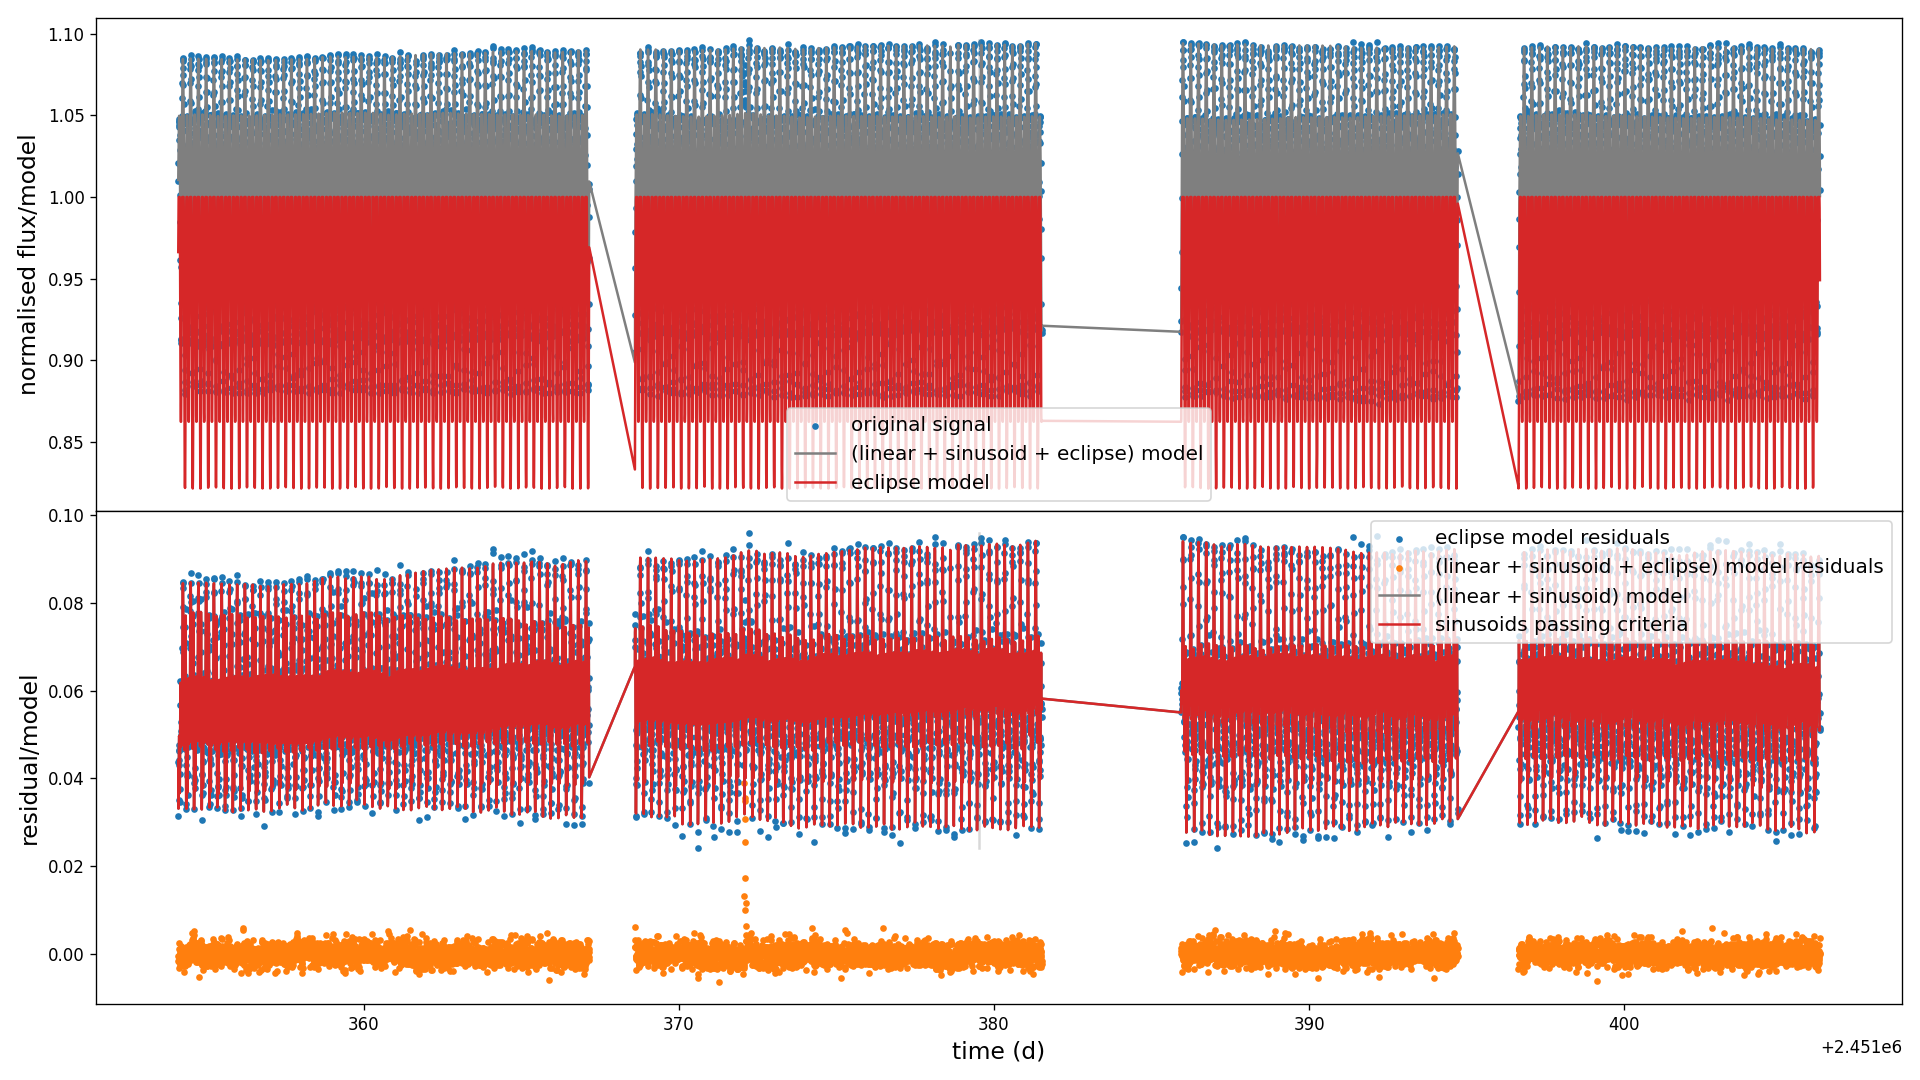 1.10
1.05
1.00
0.95
0.90
0.85
normalised flux/model
original signal
(linear + sinusoid + eclipse) model
eclipse model
0.10
0.08
0.06
0.04
0.02
0.00
residual/model
eclipse model residuals
(linear + sinusoid + eclipse) model residuals
(linear + sinusoid) model
sinusoids passing criteria
360
370
380
390
400
time (d)
+2.451e6